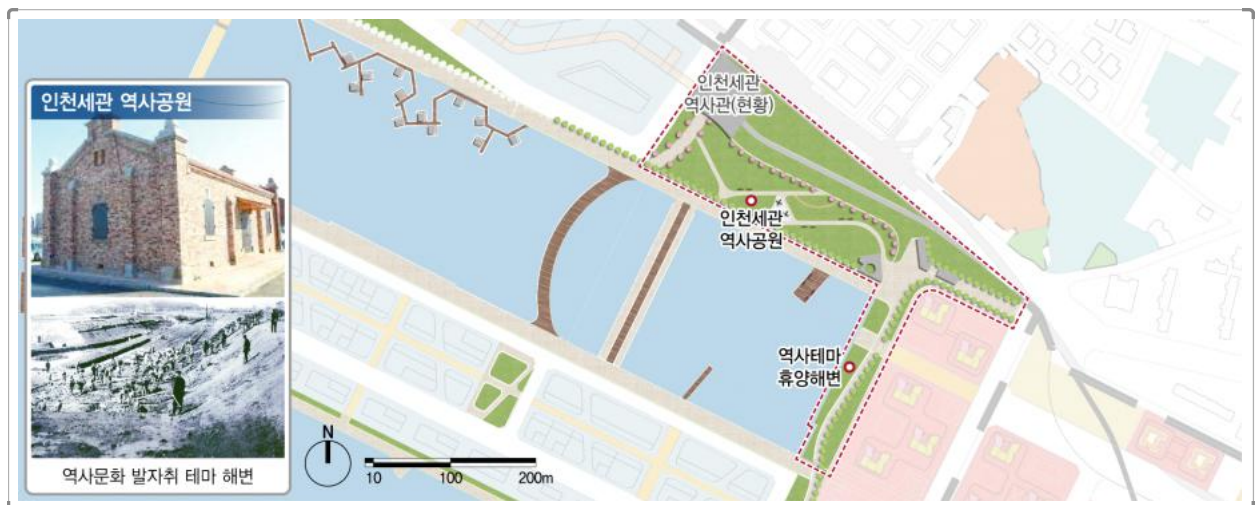 인천세관 역사공원
역사문화 발자취 테마 해변
인천세관
역사관(현황)
인천세관
역사공원
역사테마
휴양해변
N
10 100 200m